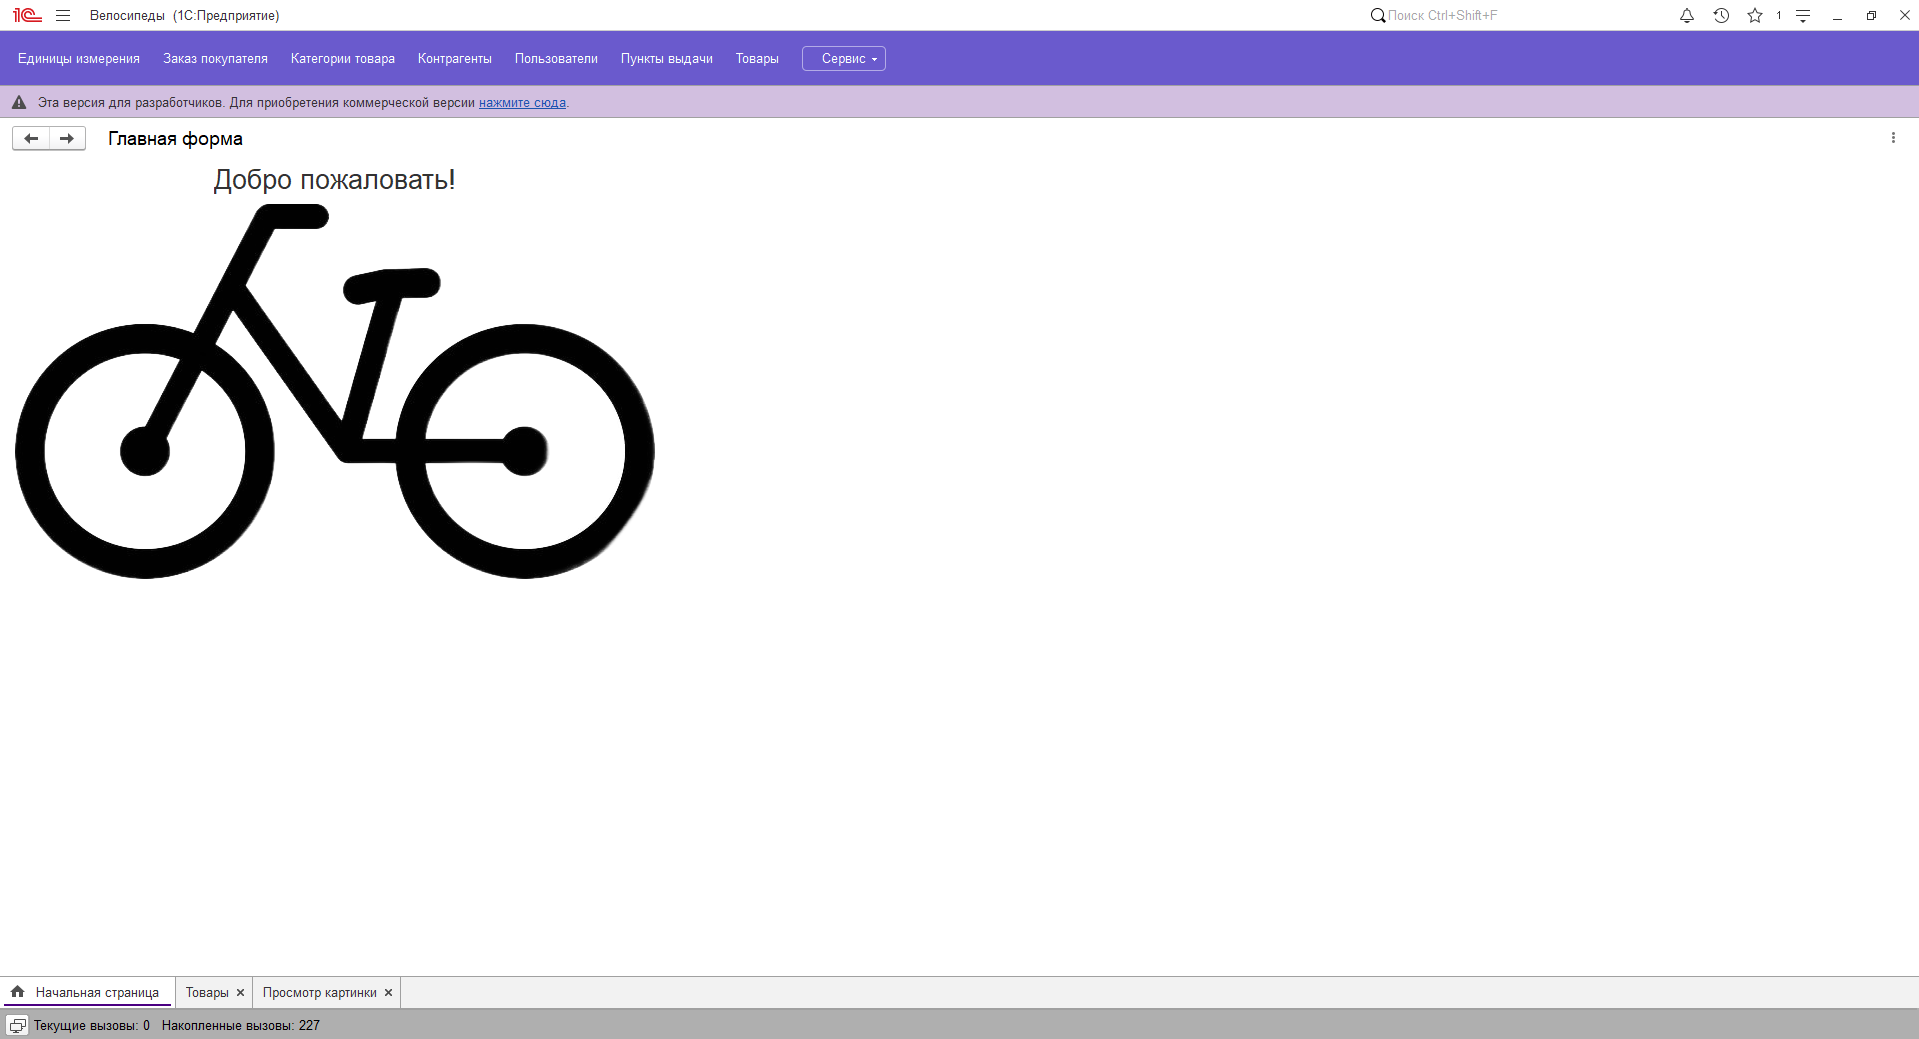 1С Велосипеды (1С:Предприятие) Поиск Ctrl+Shift+F 1
Единицы измерения Заказ покупателя Категории товара Контрагенты Пользователи Пункты выдачи Товары Сервис
Эта версия для разработчиков. Для приобретения коммерческой версии нажмите сюда.
Главная форма
Добро пожаловать!
Начальная страница Товары Просмотр картинки
Текущие вызовы: 0 Накопленные вызовы: 227